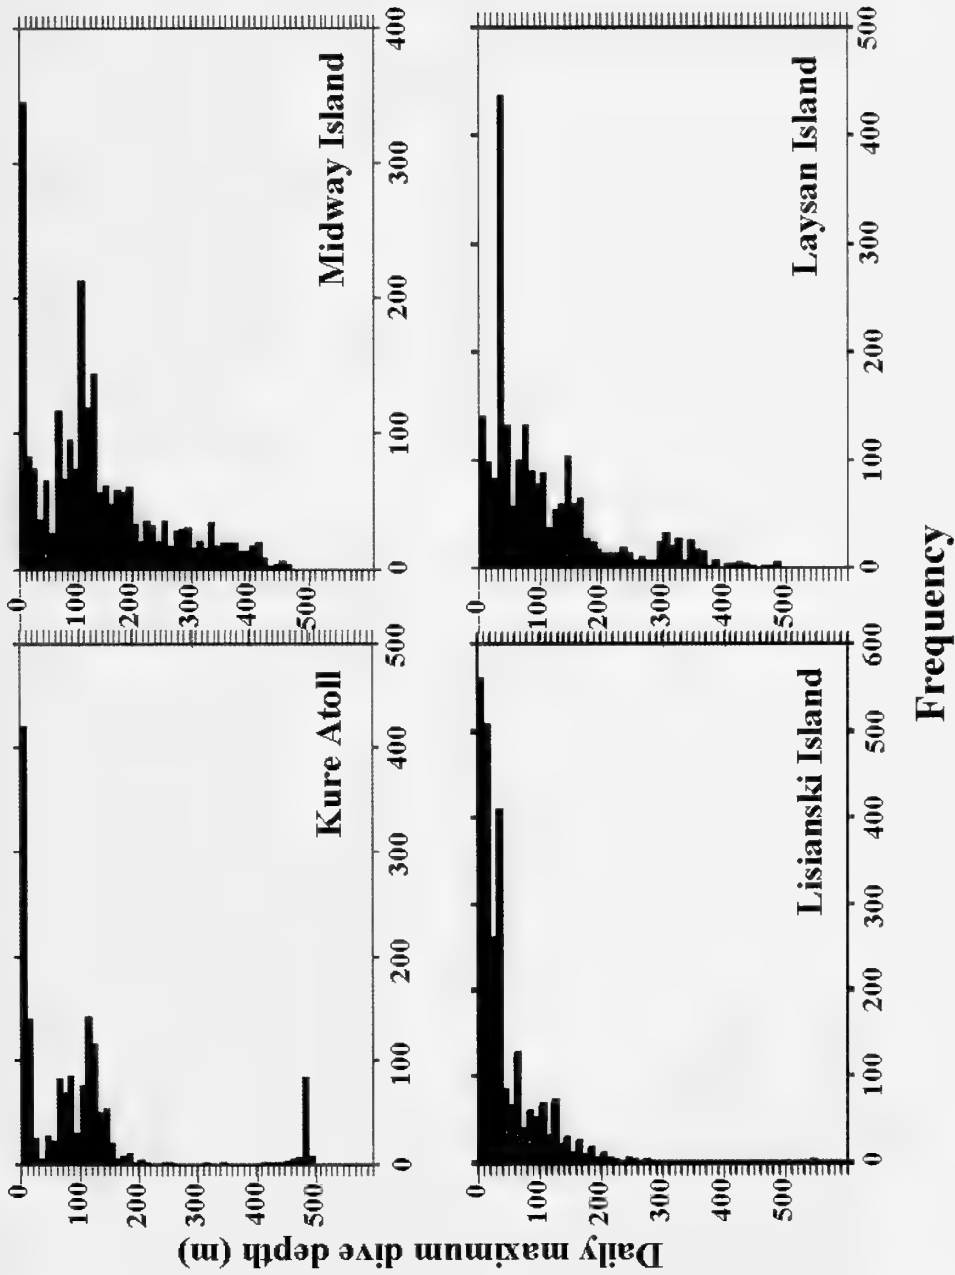 Daily maximum dive depth (m)
0 0
100 100
200 200
300 300
400 400
500 500
Kure Atoll Midway Island
0 100 200 300 400 500 0 100 200 300 400
0 0
100 100
200 200
300 300
400 400
500 500
Lisianski Island Laysan Island
0 100 200 300 400 500 600 0 100 200 300 400 500
Frequency